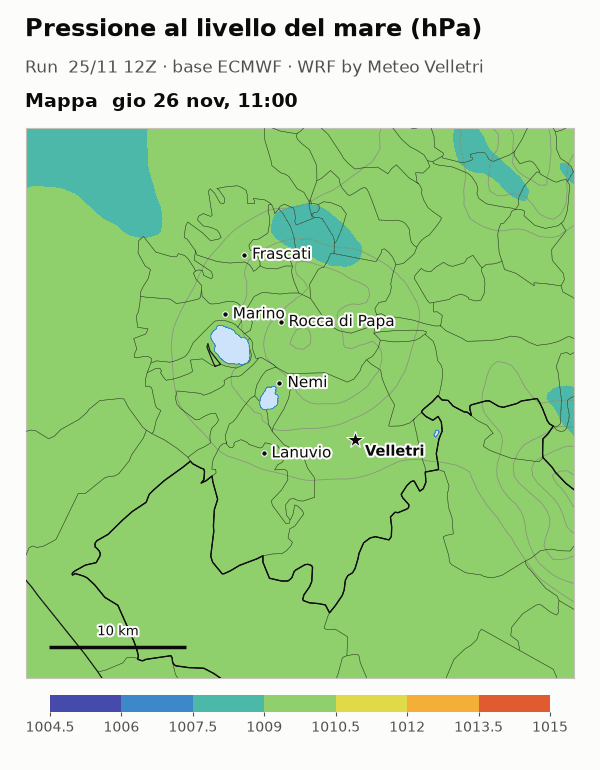 Pressione al livello del mare (hPa)
Run  25/11 12Z · base ECMWF · WRF by Meteo Velletri
Mappa  gio 26 nov, 11:00
Frascati
Marino
Rocca di Papa
Nemi
Velletri
Lanuvio
10 km
1004.5 1006 1007.5 1009 1010.5 1012 1013.5 1015